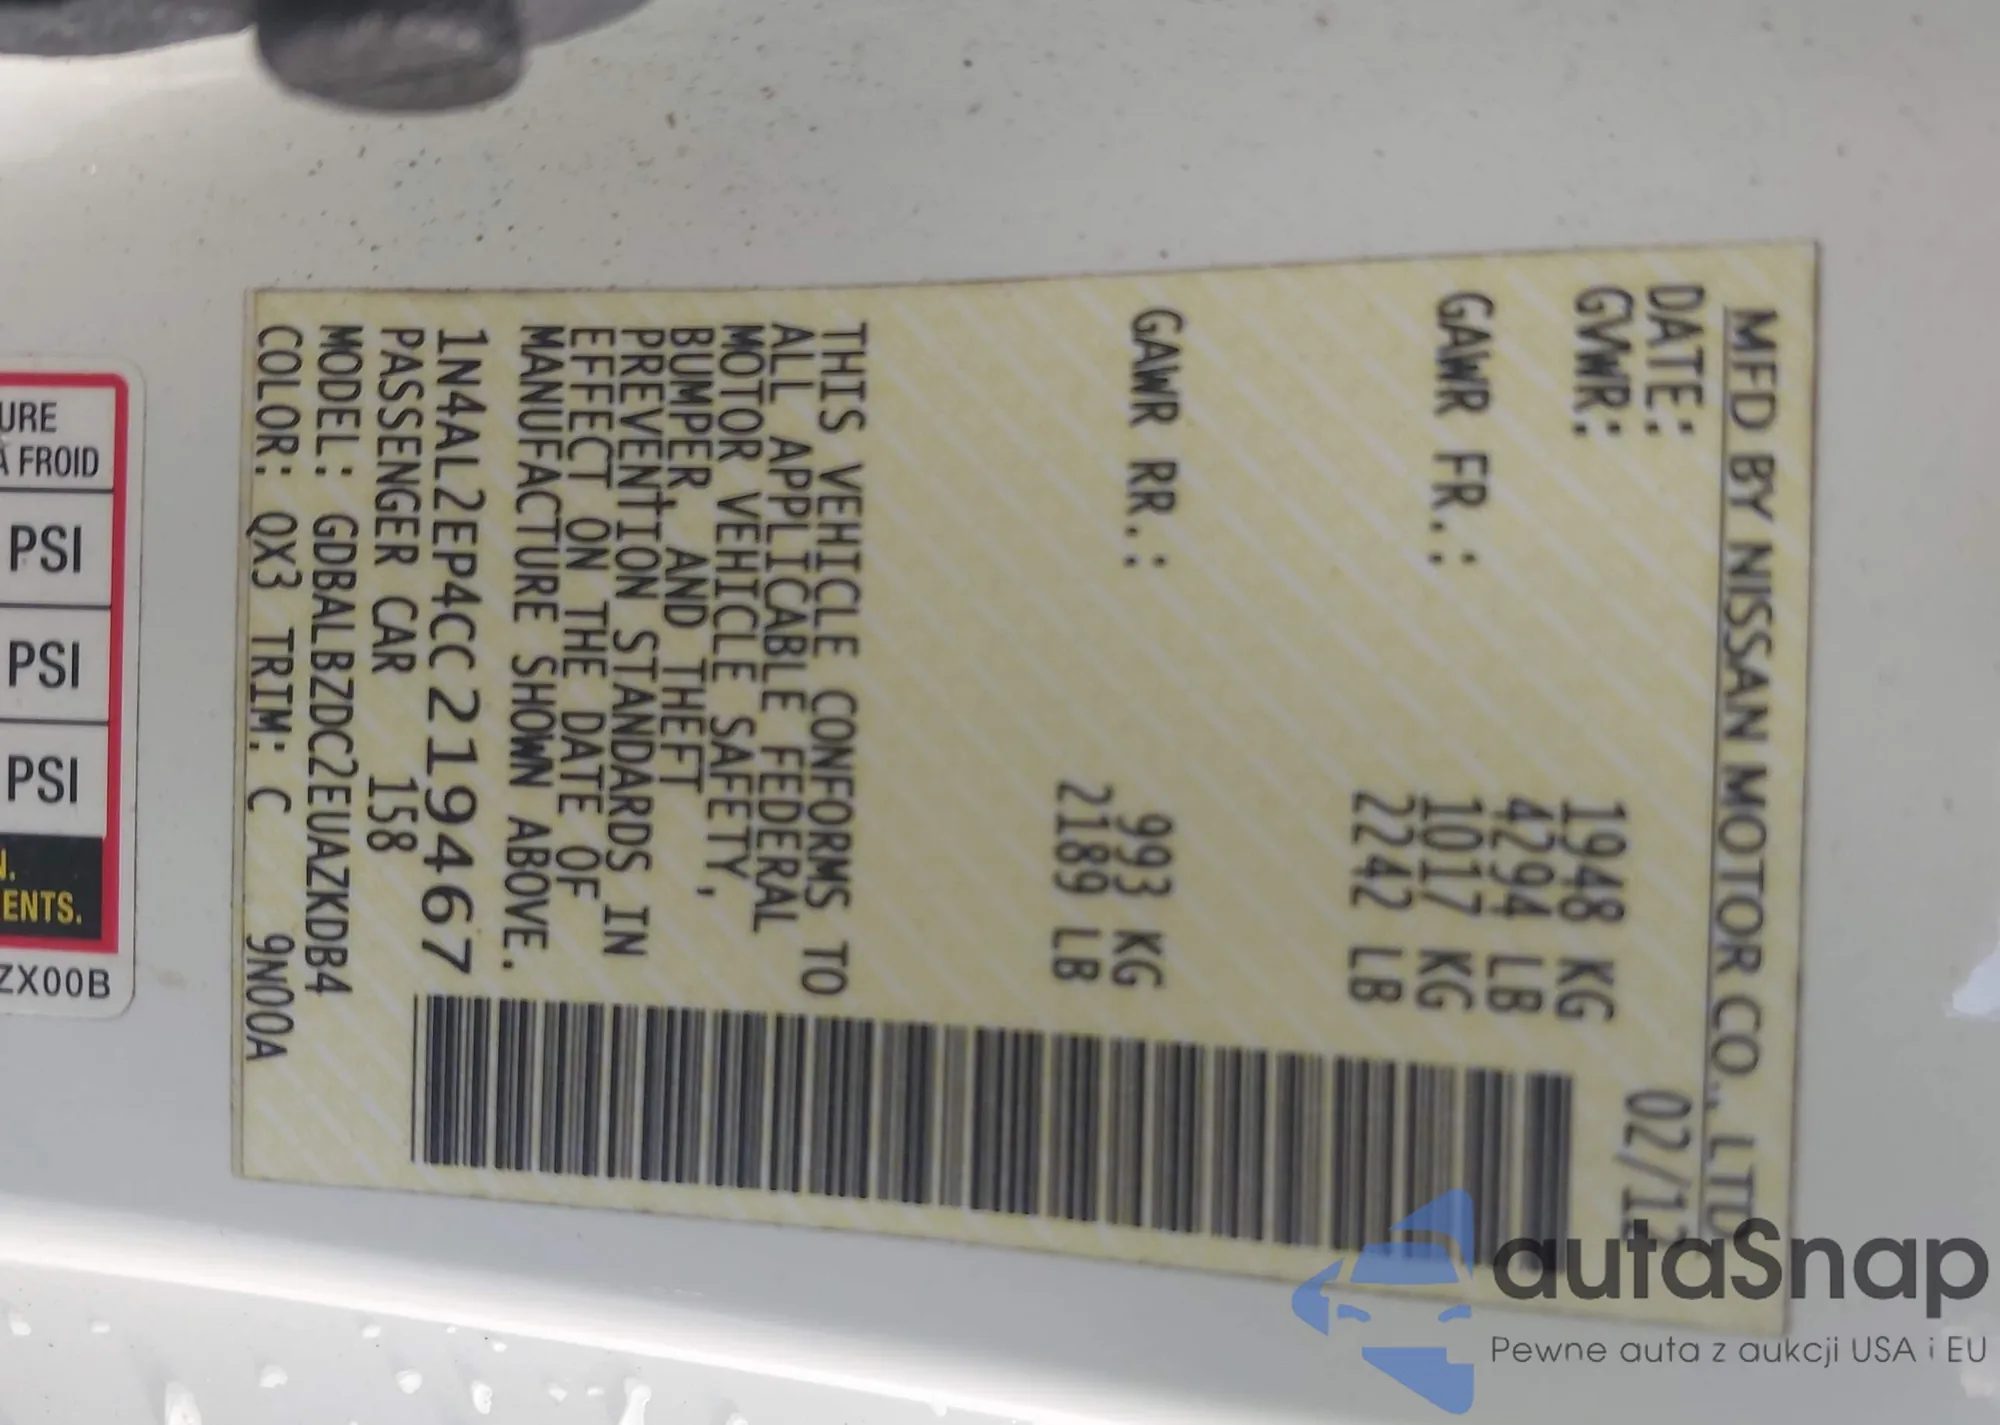 MFD BY NISSAN MOTOR CO., LTD
DATE: 02/12
GVWR: 1948 KG
4294 LB
GAWR FR.: 1017 KG
2242 LB
GAWR RR.: 993 KG
2189 LB
THIS VEHICLE CONFORMS TO
ALL APPLICABLE FEDERAL
MOTOR VEHICLE SAFETY,
BUMPER, AND THEFT
PREVENTION STANDARDS IN
EFFECT ON THE DATE OF
MANUFACTURE SHOWN ABOVE.
1N4AL2EP4CC219467
PASSENGER CAR 158
MODEL: GDBALBZDC2EUAZKDB4
COLOR: QX3 TRIM: C 9N00A
URE
À FROID
PSI
PSI
PSI
N.
ENTS.
ZX00B
autaSnap
Pewne auta z aukcji USA i EU